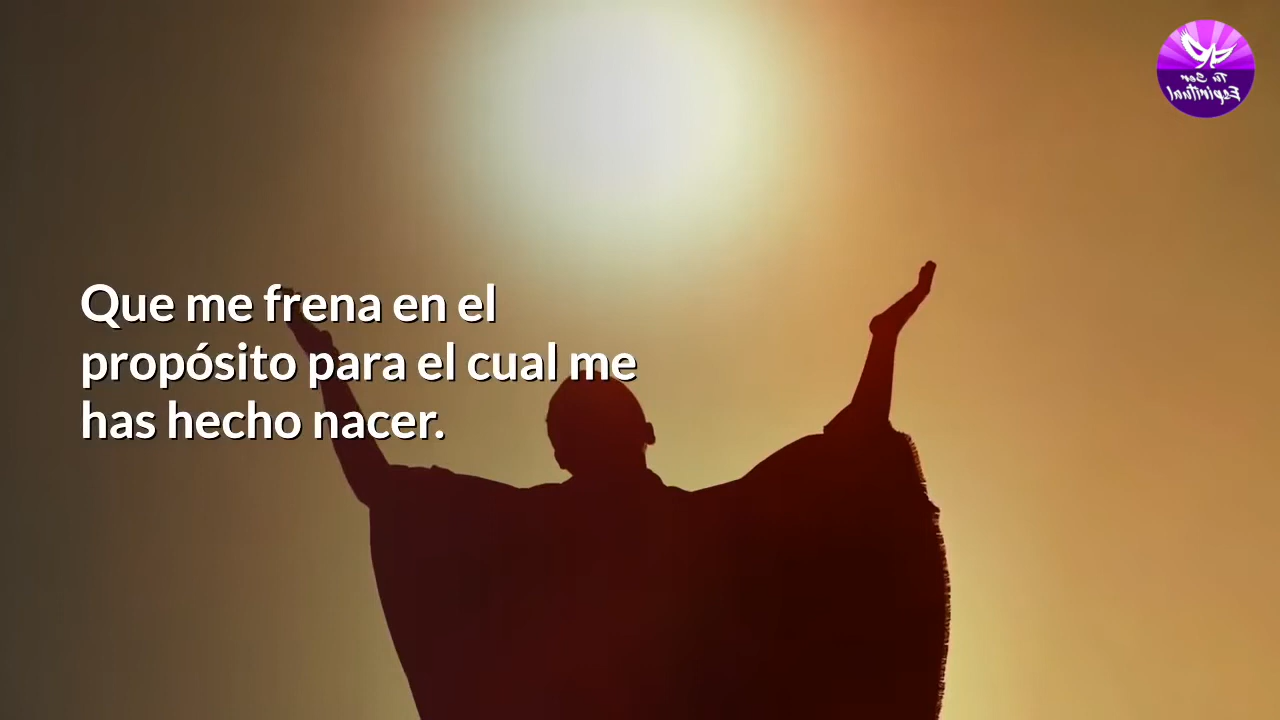 Tu Ser
Espiritual
Que me frena en el
propósito para el cual me
has hecho nacer.